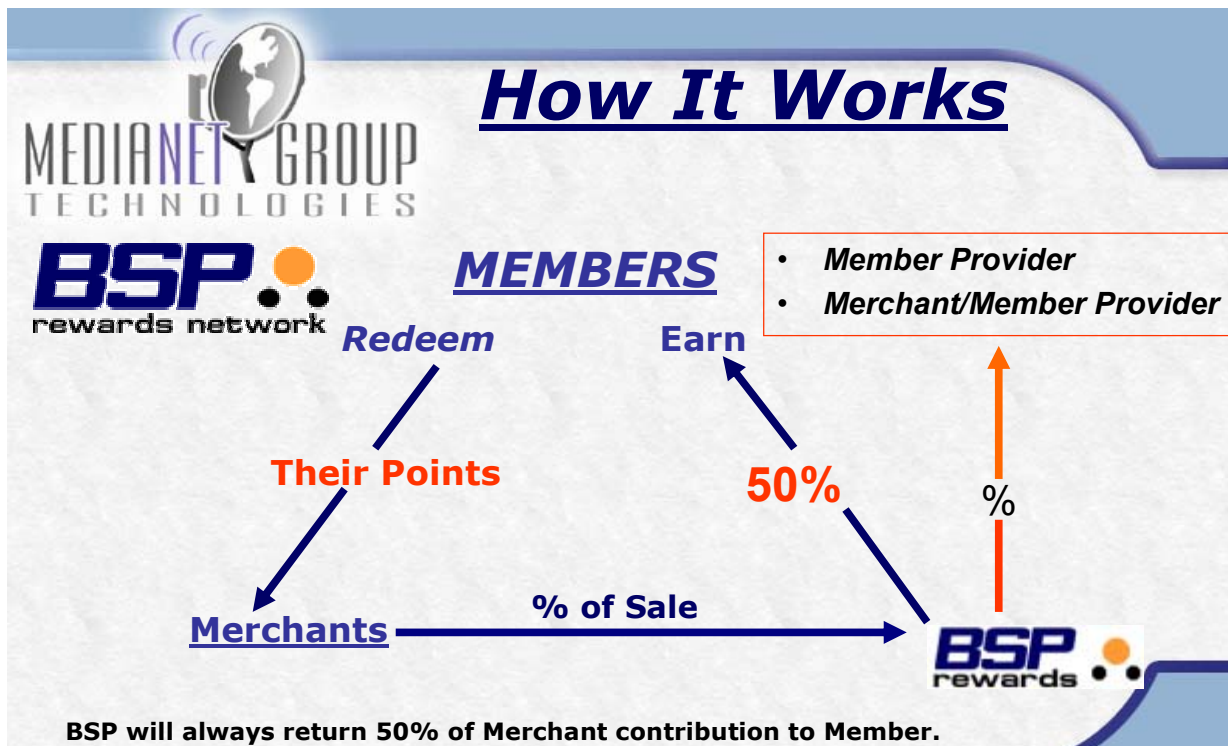 How It Works
MEDIANET GROUP
TECHNOLOGIES
BSP
rewards network
MEMBERS
• Member Provider
• Merchant/Member Provider
Redeem
Earn
Their Points
50%
%
% of Sale
Merchants
BSP
rewards
BSP will always return 50% of Merchant contribution to Member.